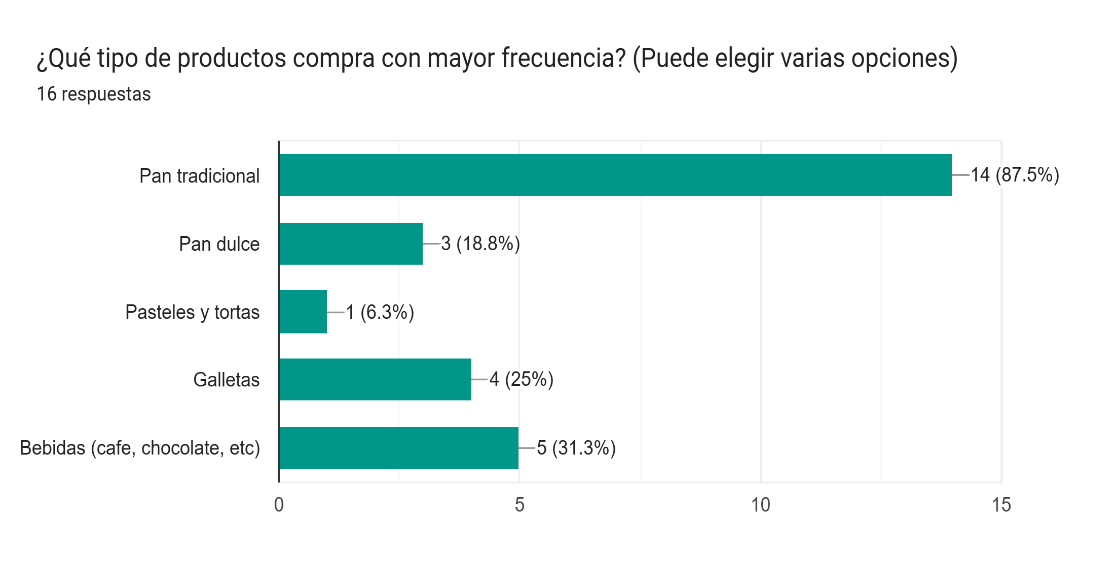 ¿Qué tipo de productos compra con mayor frecuencia? (Puede elegir varias opciones)
16 respuestas
Pan tradicional 14 (87.5%)
Pan dulce 3 (18.8%)
Pasteles y tortas 1 (6.3%)
Galletas 4 (25%)
Bebidas (cafe, chocolate, etc) 5 (31.3%)
0 5 10 15